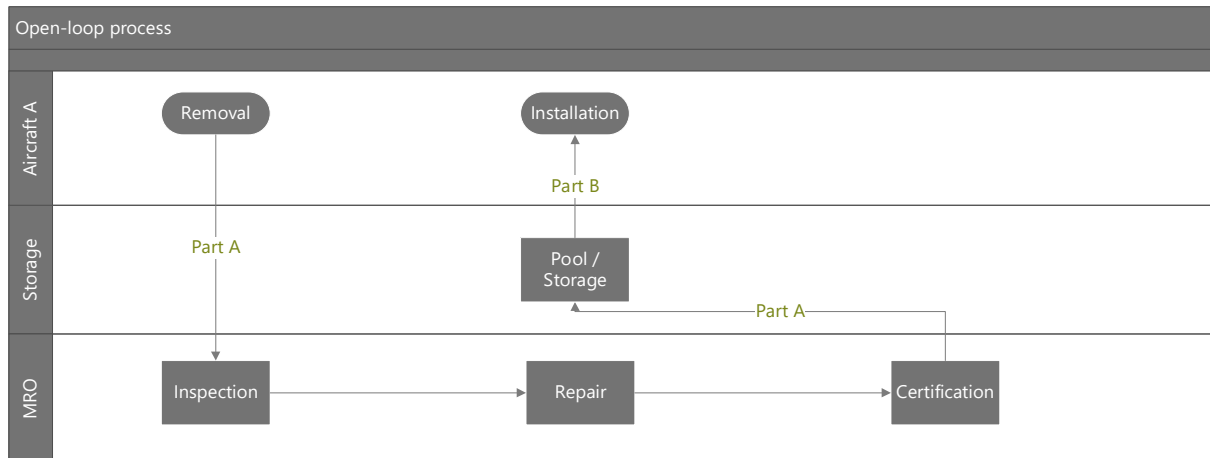 Open-loop process
Aircraft A
Removal
Installation
Part B
Storage
Part A
Pool /
Storage
Part A
MRO
Inspection
Repair
Certification